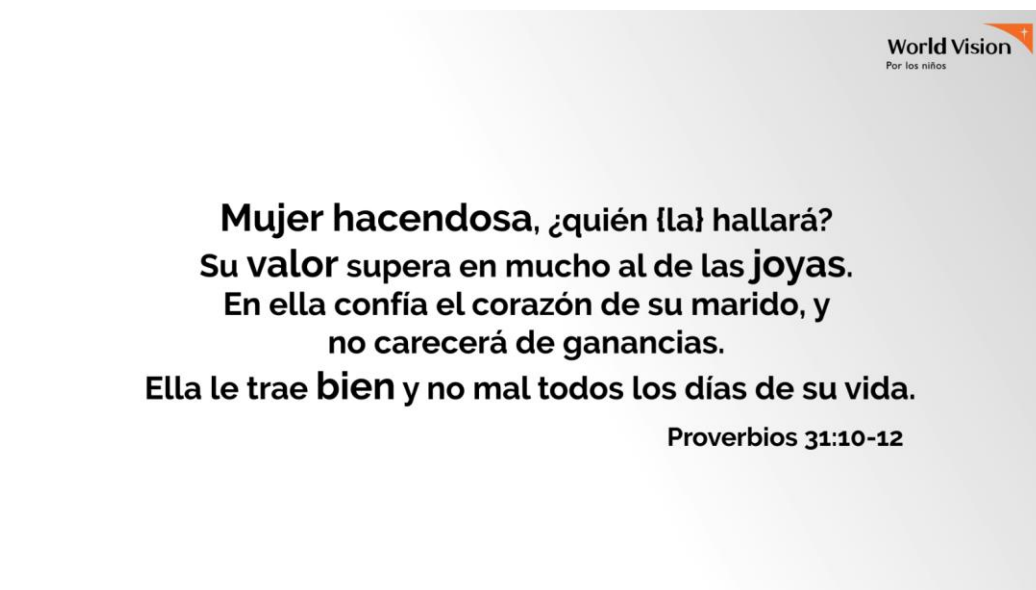 World Vision
Por los niños
Mujer hacendosa, ¿quién {la} hallará?
Su valor supera en mucho al de las joyas.
En ella confía el corazón de su marido, y
no carecerá de ganancias.
Ella le trae bien y no mal todos los días de su vida.
Proverbios 31:10-12